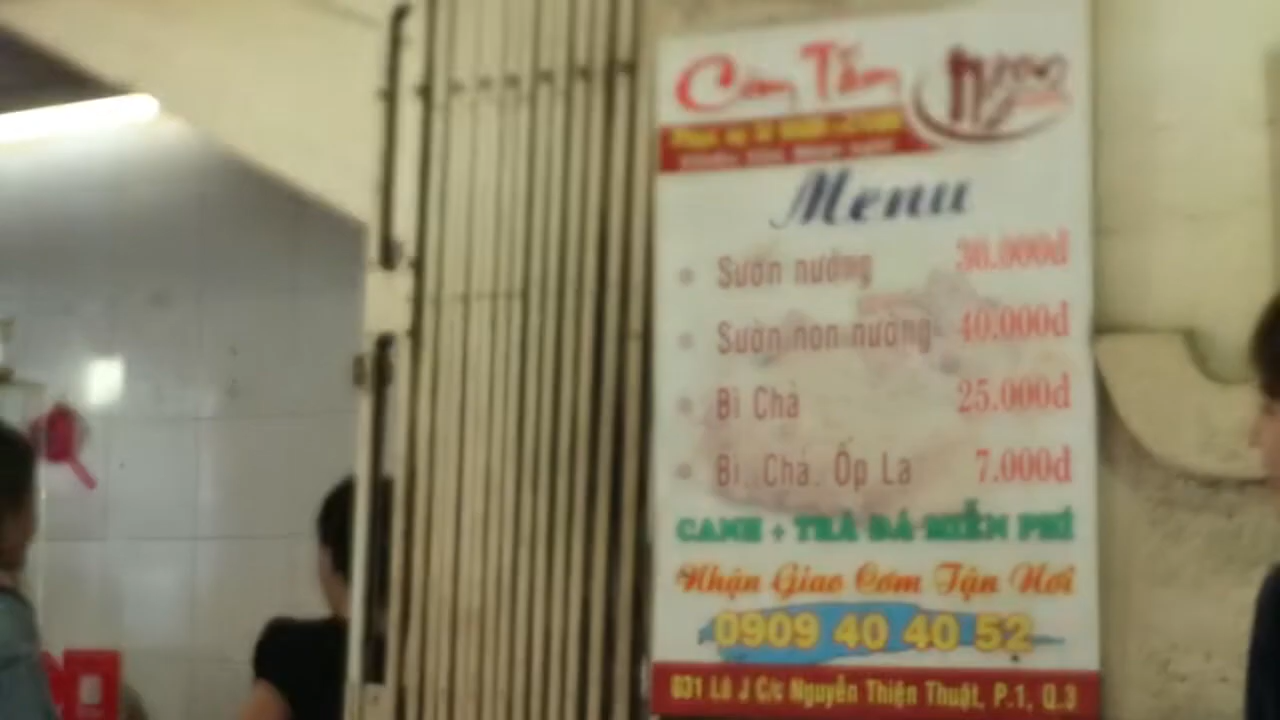 Cơm Tấm
Menu
Sườn nướng 30.000đ
Sườn non nướng 40.000đ
Bì Chả 25.000đ
Bì, Chả, Ốp La 7.000đ
CANH + TRÀ ĐÁ MIỄN PHÍ
Nhận Giao Cơm Tận Nơi
0909 40 40 52
031 Lô J C/c Nguyễn Thiện Thuật, P.1, Q.3